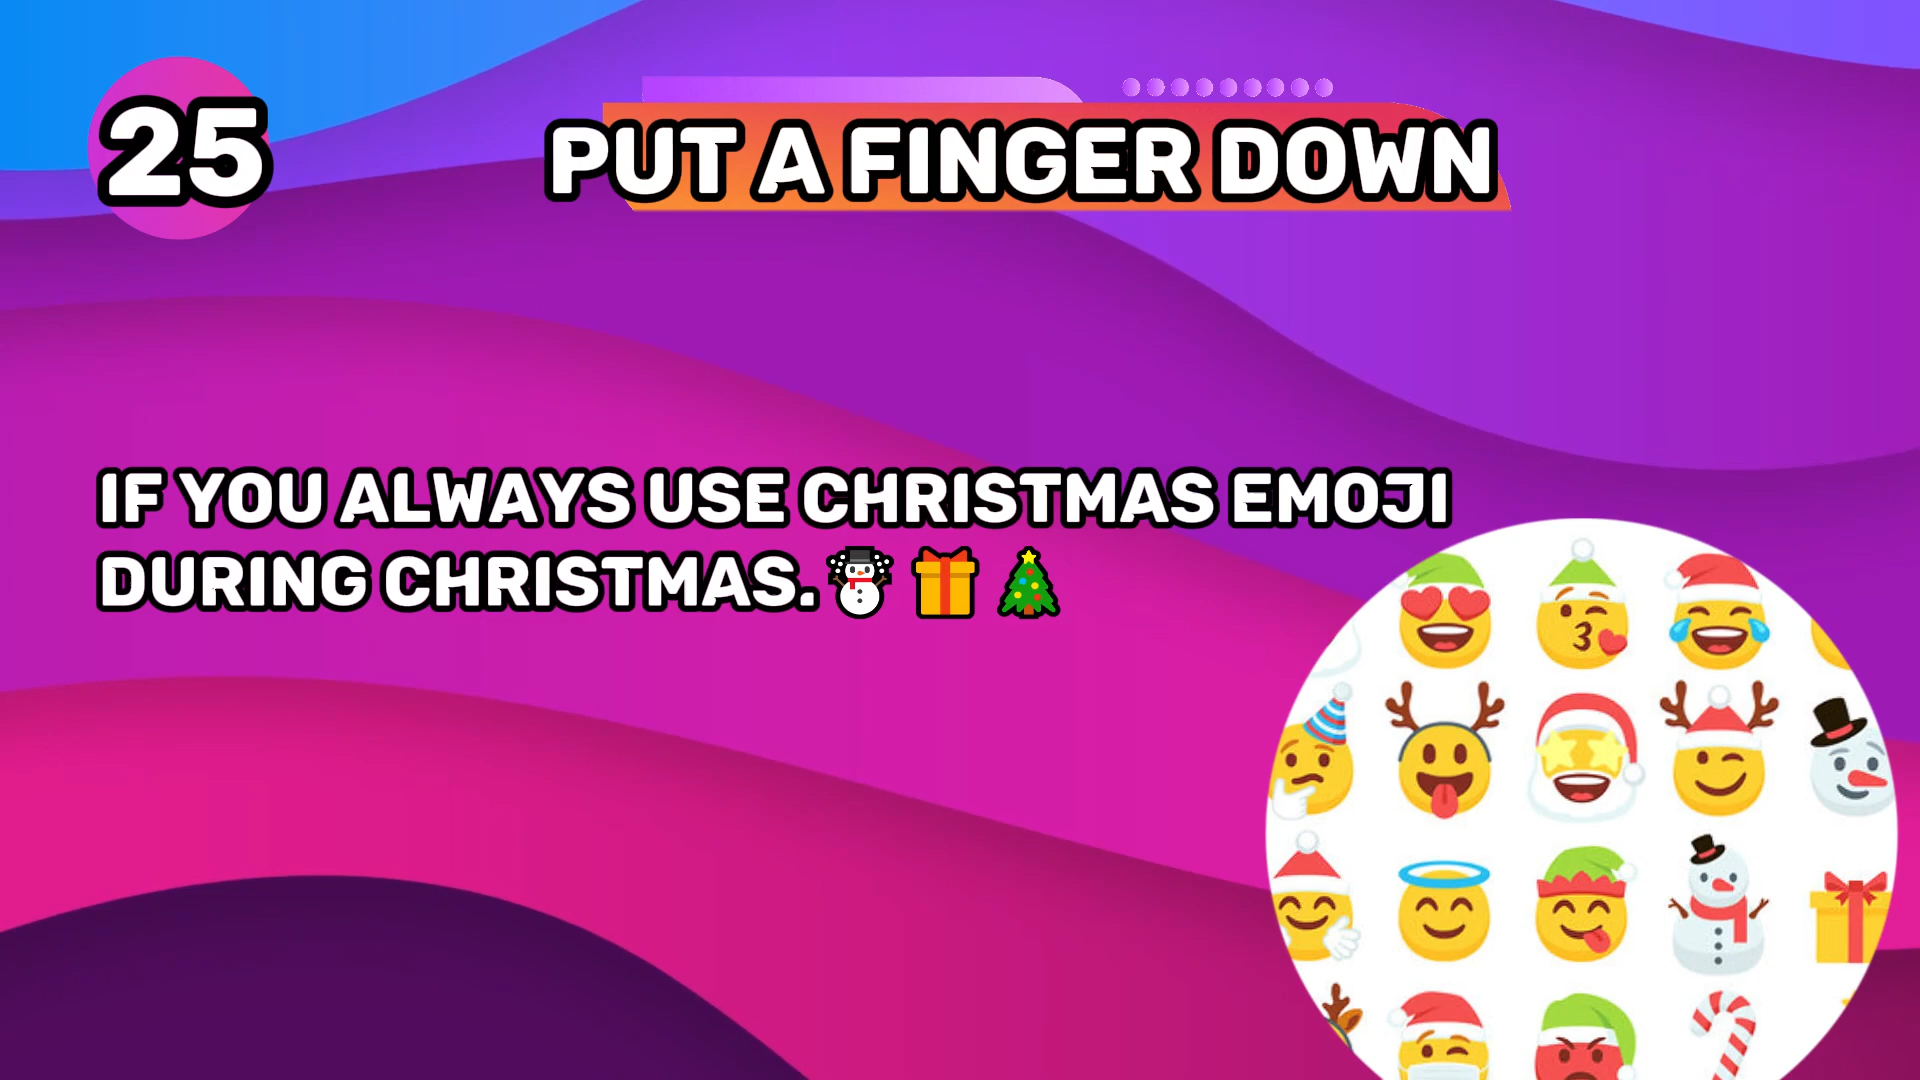 25
PUT A FINGER DOWN
IF YOU ALWAYS USE CHRISTMAS EMOJI
DURING CHRISTMAS.☃️🎁🎄